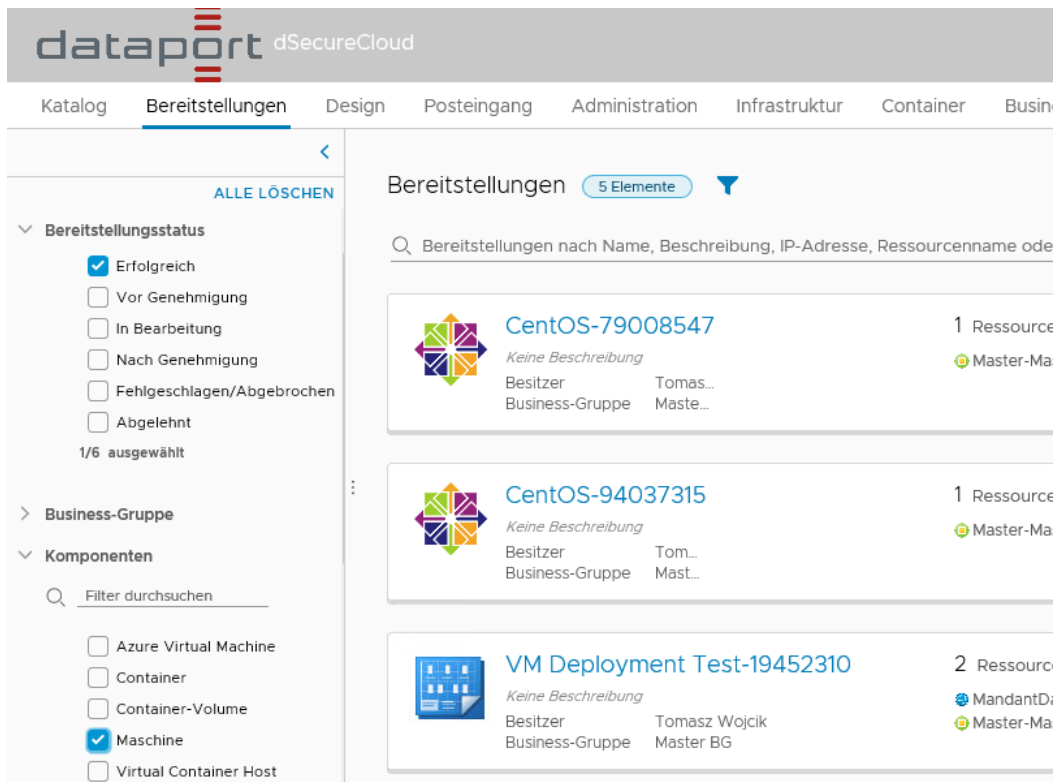 dataport dSecureCloud
Katalog Bereitstellungen Design Posteingang Administration Infrastruktur Container
ALLE LÖSCHEN
Bereitstellungsstatus
Erfolgreich
Vor Genehmigung
In Bearbeitung
Nach Genehmigung
Fehlgeschlagen/Abgebrochen
Abgelehnt
1/6 ausgewählt
Business-Gruppe
Komponenten
Filter durchsuchen
Azure Virtual Machine
Container
Container-Volume
Maschine
Virtual Container Host
Bereitstellungen 5 Elemente
Bereitstellungen nach Name, Beschreibung, IP-Adresse, Ressourcenname ode
CentOS-79008547 1 Ressource
Keine Beschreibung Master-Ma
Besitzer Tomas...
Business-Gruppe Maste...
CentOS-94037315 1 Ressource
Keine Beschreibung Master-Ma
Besitzer Tom...
Business-Gruppe Mast...
VM Deployment Test-19452310 2 Ressourc
Keine Beschreibung MandantDa
Besitzer Tomasz Wojcik Master-Ma
Business-Gruppe Master BG